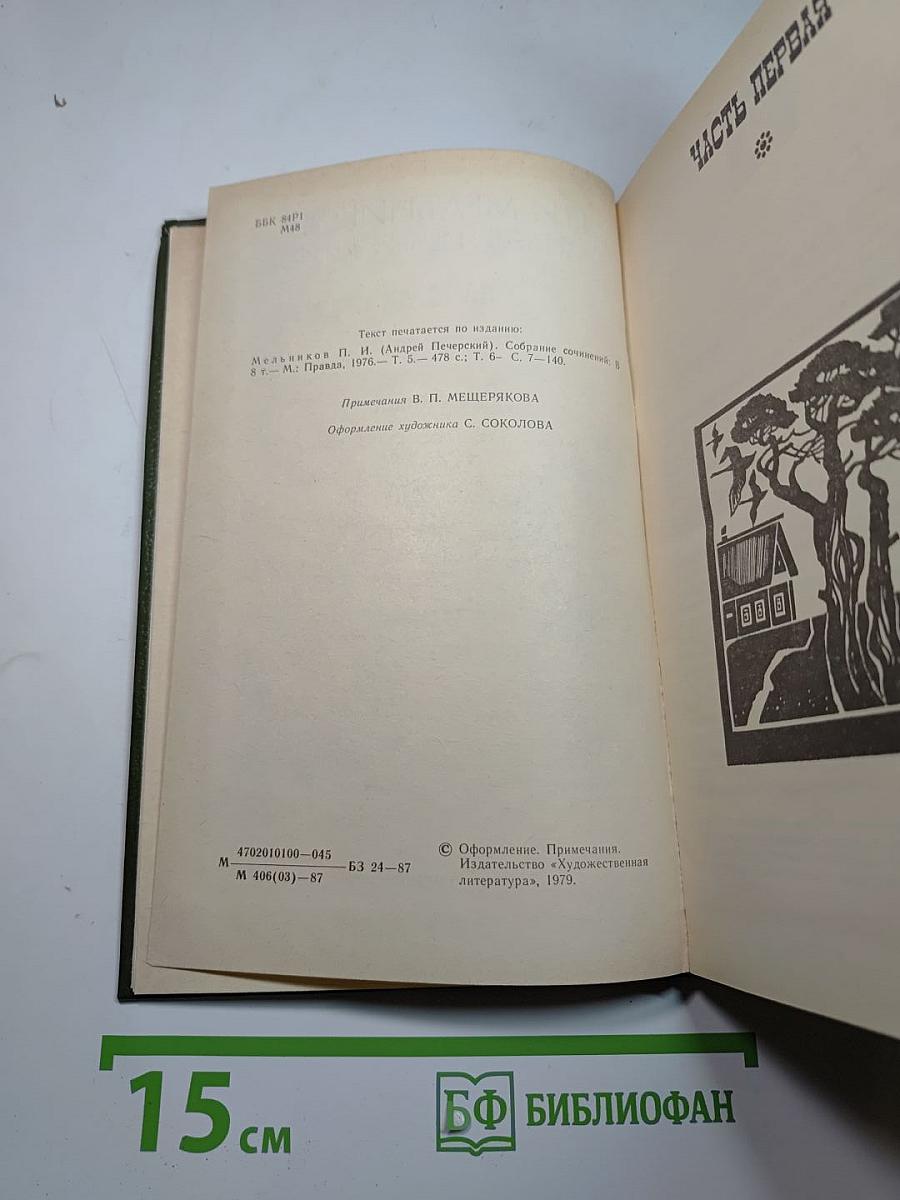 ББК 84Р1
М48
Текст печатается по изданию:
Мельников П. И. (Андрей Печерский). Собрание сочинений: В
8 т.— М.: Правда, 1976.— Т. 5.— 478 с.; Т. 6— С. 7—140.
Примечания В. П. МЕЩЕРЯКОВА
Оформление художника С. СОКОЛОВА
М 4702010100—045 БЗ 24—87
М 406(03)—87
© Оформление. Примечания.
Издательство «Художественная
литература», 1979.
ЧАСТЬ ПЕРВАЯ
15 см
БФ БИБЛИОФАН